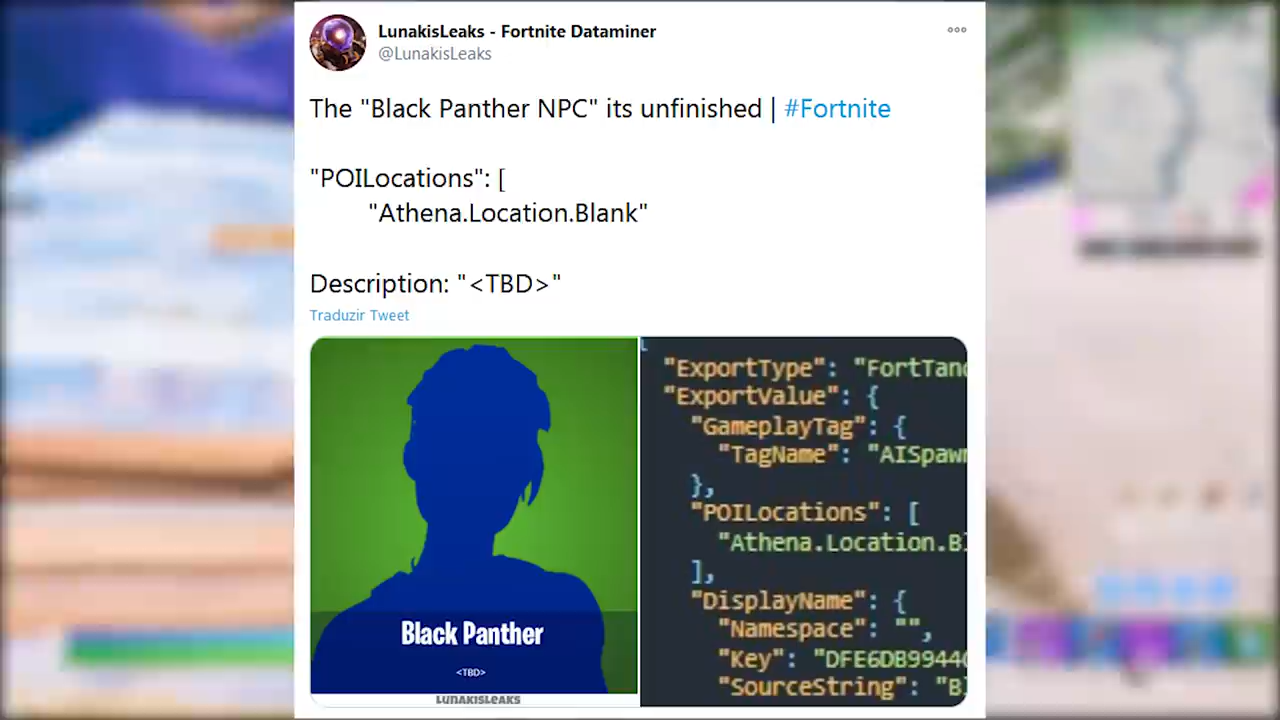 LunakisLeaks - Fortnite Dataminer
@LunakisLeaks
The "Black Panther NPC" its unfinished | #Fortnite
"POILocations": [
"Athena.Location.Blank"
Description: "<TBD>"
Traduzir Tweet
Black Panther
<TBD>
LUNAKISLEAKS
"ExportType": "FortTand
"ExportValue": {
"GameplayTag": {
"TagName": "AISpawn
},
"POILocations": [
"Athena.Location.Bl
],
"DisplayName": {
"Namespace": "",
"Key": "DFE6DB9944
"SourceString": "B